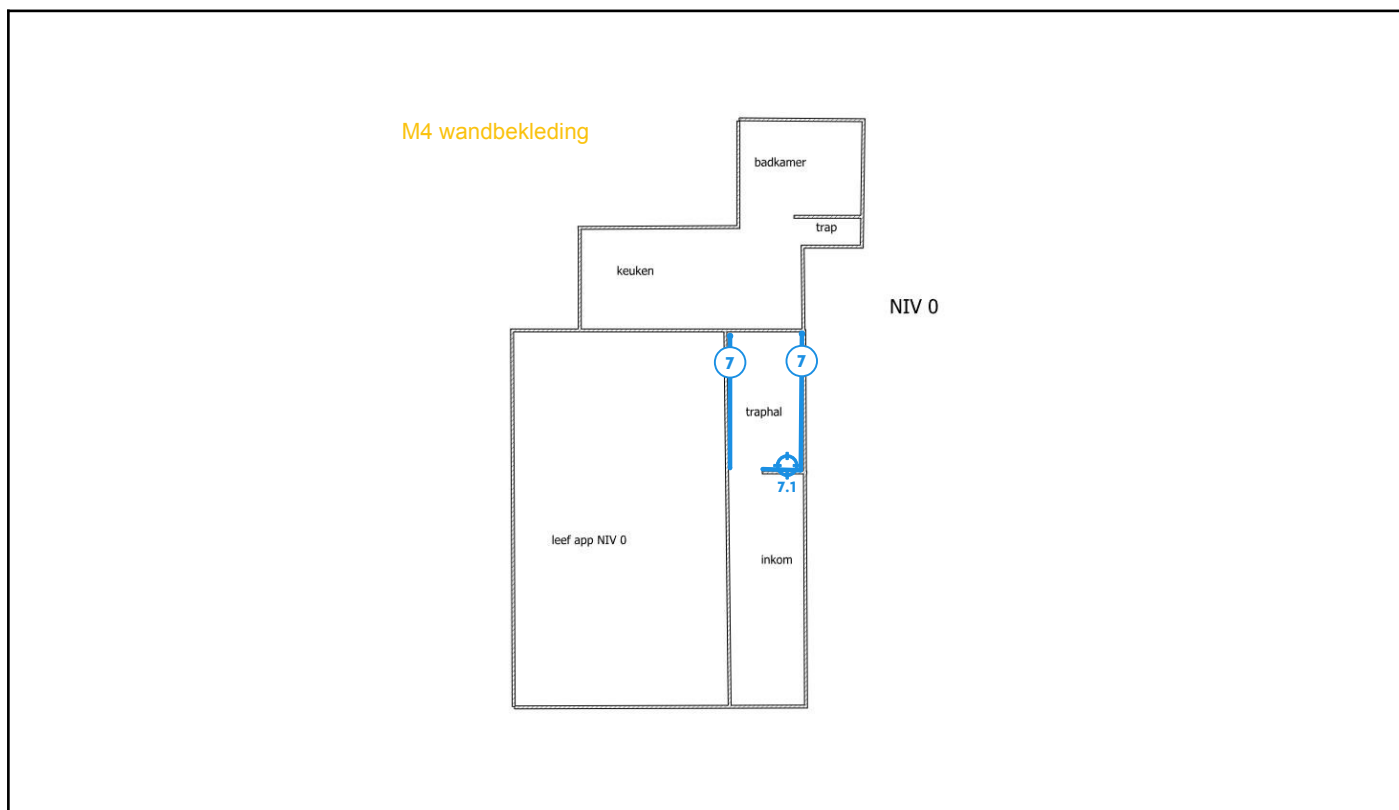 M4 wandbekleding
badkamer
trap
keuken
NIV 0
7
7
traphal
7.1
leef app NIV 0
inkom